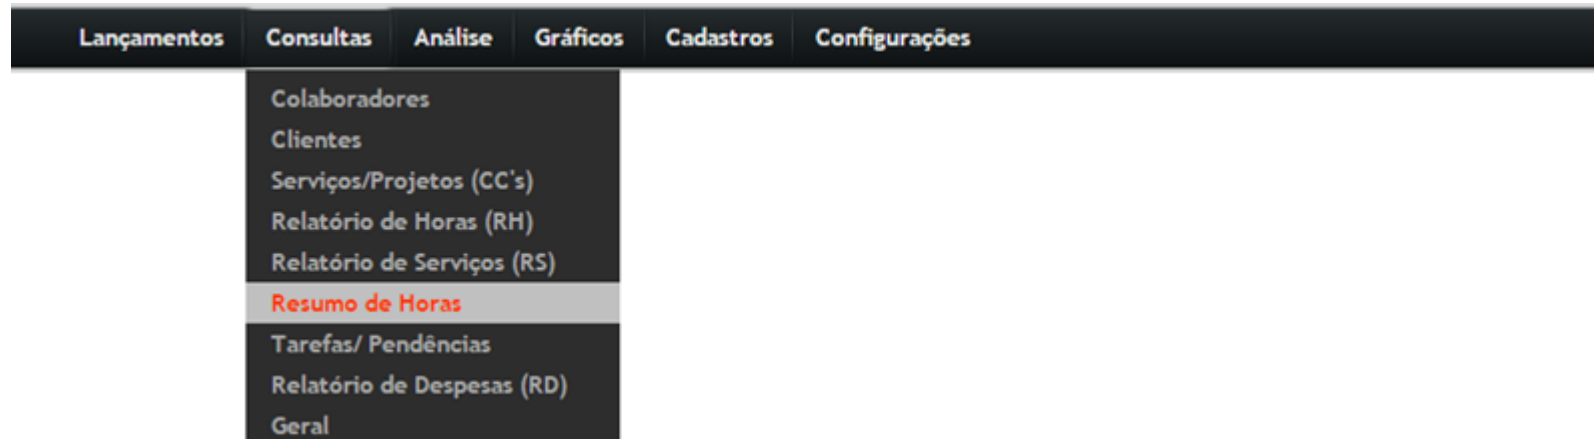 Lançamentos Consultas Análise Gráficos Cadastros Configurações
Colaboradores
Clientes
Serviços/Projetos (CC's)
Relatório de Horas (RH)
Relatório de Serviços (RS)
Resumo de Horas
Tarefas/ Pendências
Relatório de Despesas (RD)
Geral